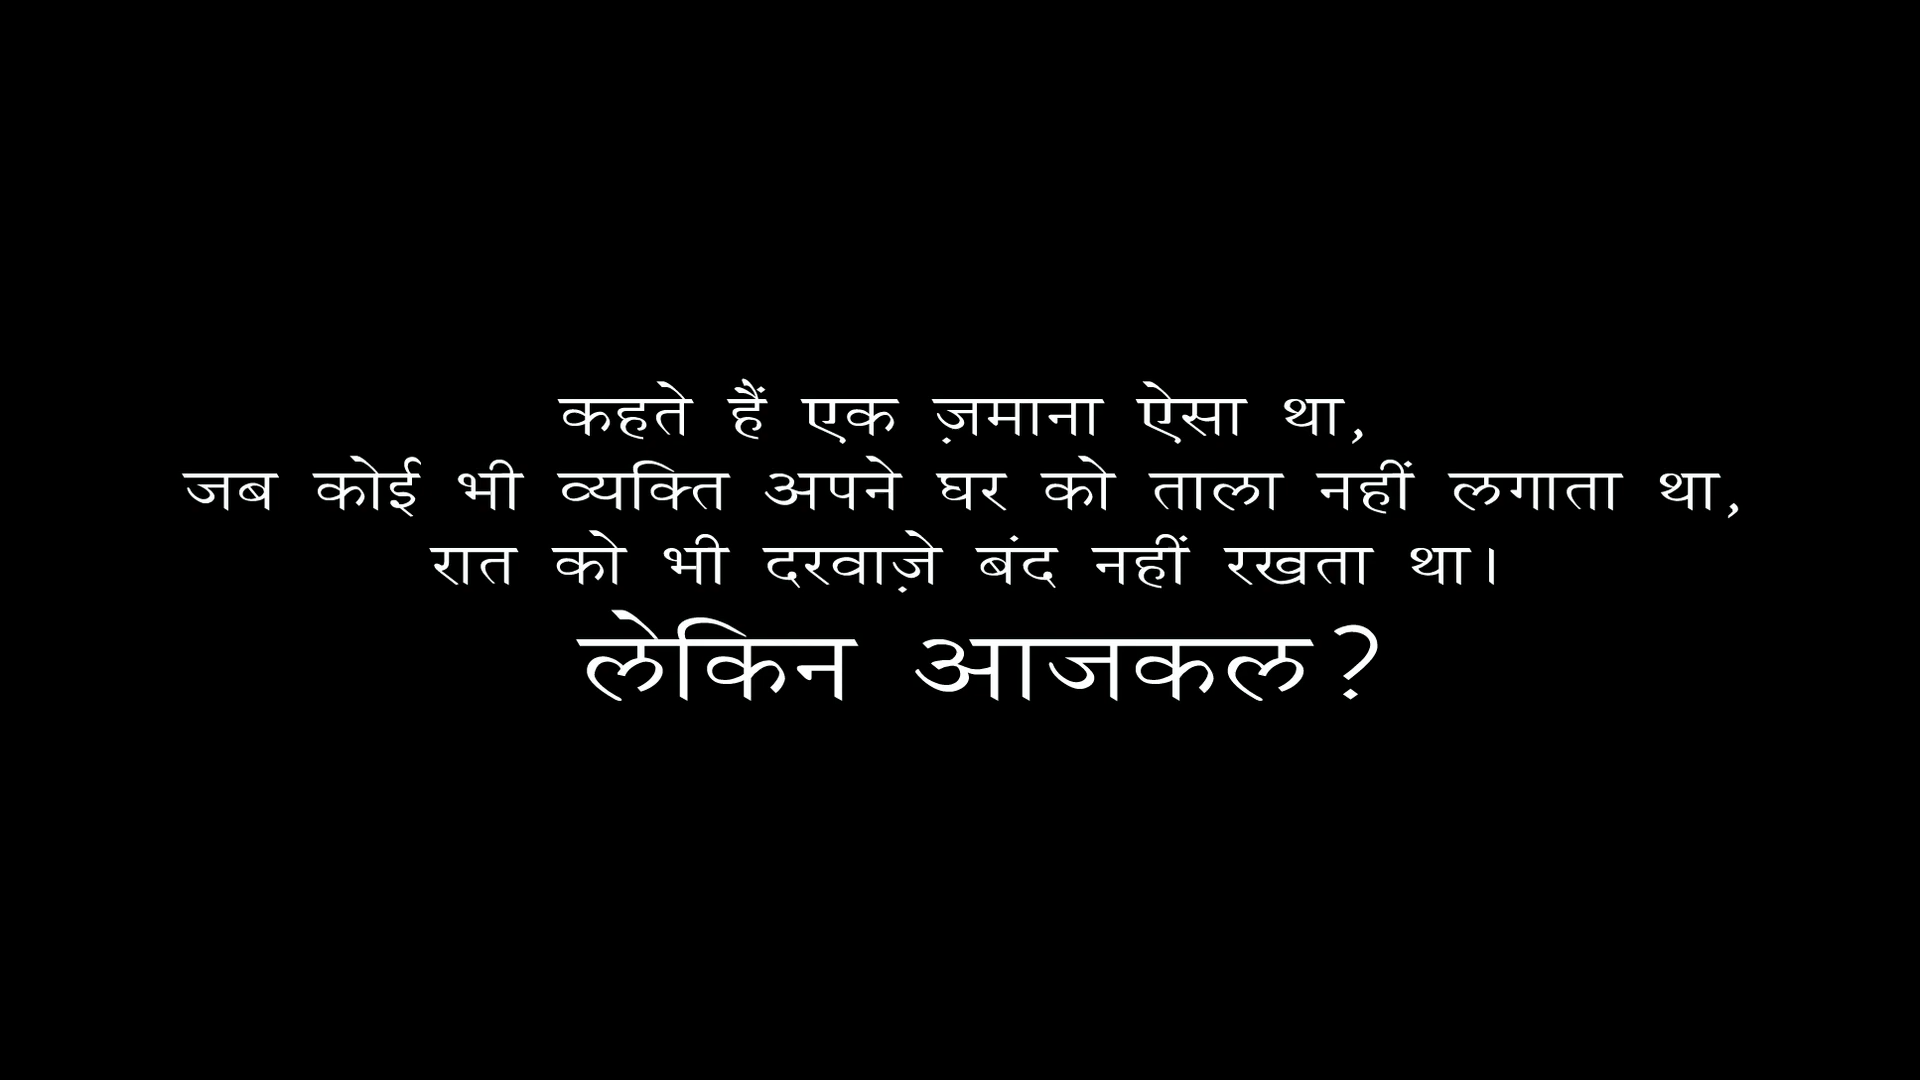 कहते हैं एक ज़माना ऐसा था,
जब कोई भी व्यक्ति अपने घर को ताला नहीं लगाता था,
रात को भी दरवाज़े बंद नहीं रखता था।
लेकिन आजकल?